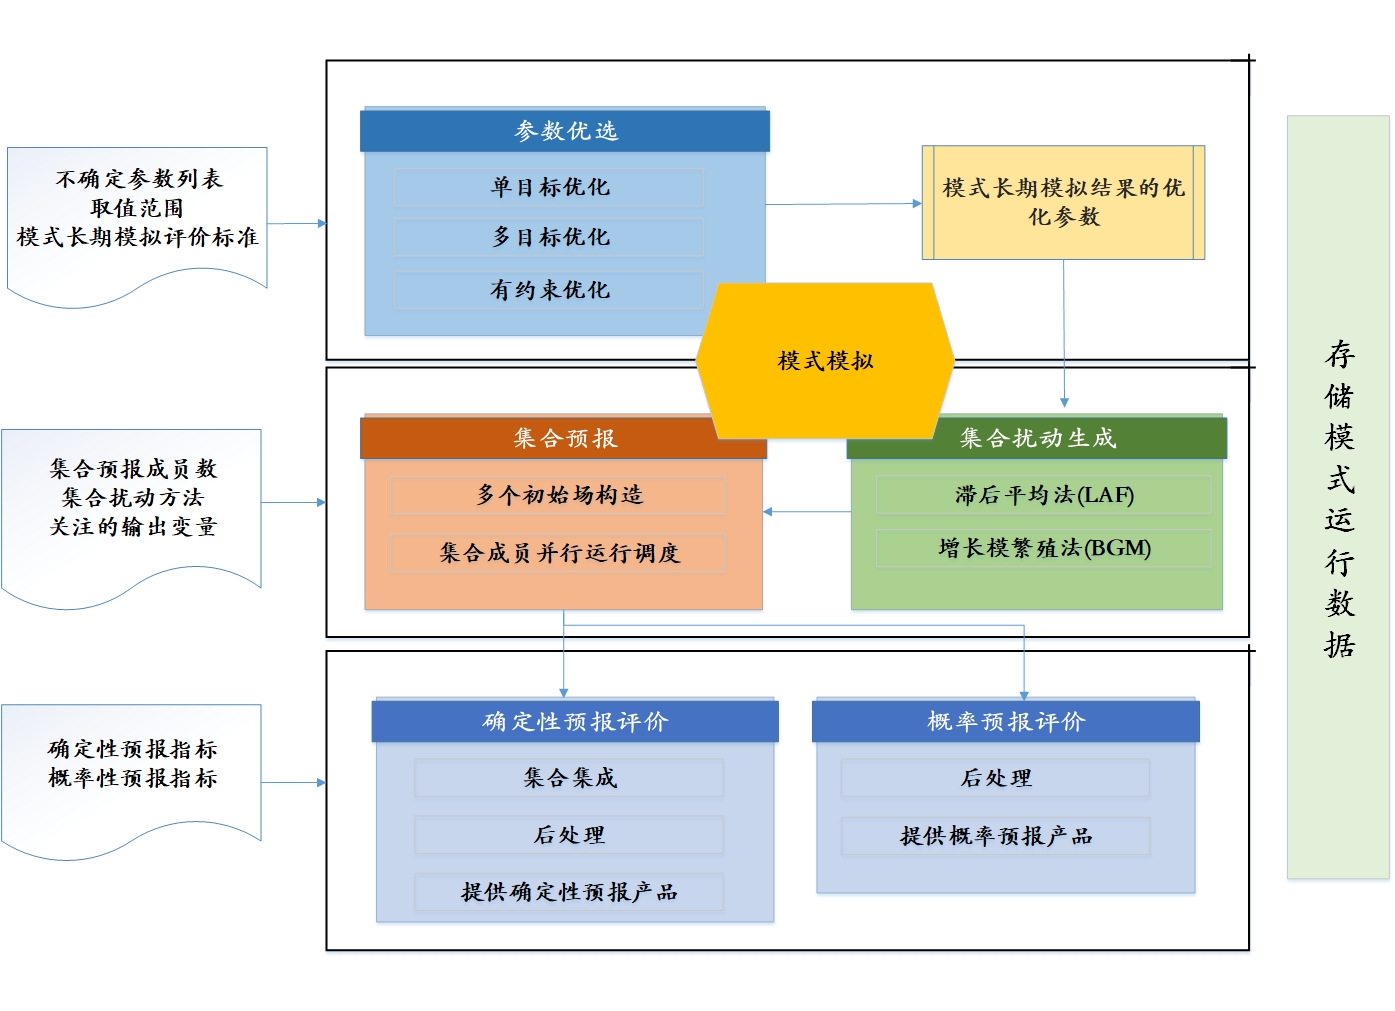 不确定参数列表
取值范围
模式长期模拟评价标准
参数优选
单目标优化
多目标优化
有约束优化
模式长期模拟结果的优
化参数
模式模拟
集合预报成员数
集合扰动方法
关注的输出变量
集合预报
多个初始场构造
集合成员并行运行调度
集合扰动生成
滞后平均法(LAF)
增长模繁殖法(BGM)
确定性预报指标
概率性预报指标
确定性预报评价
集合集成
后处理
提供确定性预报产品
概率预报评价
后处理
提供概率预报产品
存
储
模
式
运
行
数
据